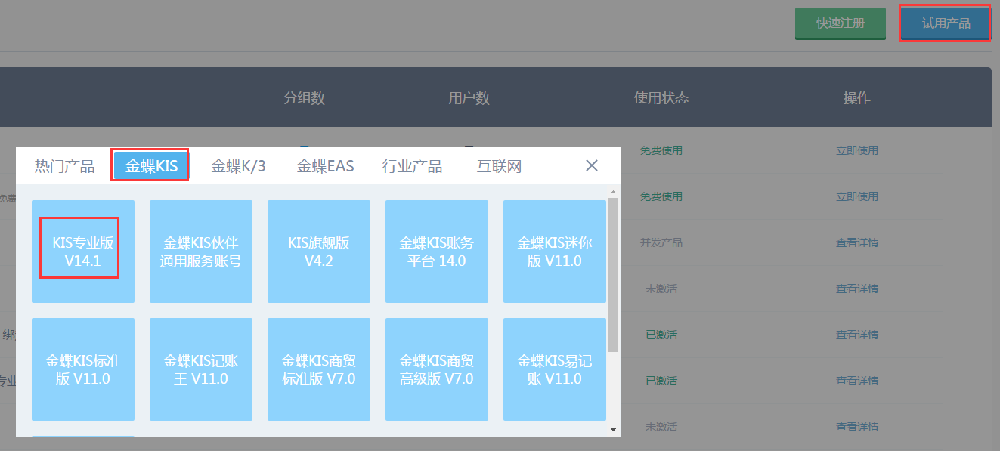 快速注册
试用产品
分组数
用户数
使用状态
操作
免费使用
立即使用
热门产品
金蝶KIS
金蝶K/3
金蝶EAS
行业产品
互联网
免费使用
立即使用
KIS专业版
V14.1
金蝶KIS伙伴
通用服务账号
KIS旗舰版
V4.2
金蝶KIS账务
平台 14.0
金蝶KIS迷你
版 V11.0
并发产品
查看详情
未激活
查看详情
绑
已激活
查看详情
金蝶KIS标准
版 V11.0
金蝶KIS记账
王 V11.0
金蝶KIS商贸
标准版 V7.0
金蝶KIS商贸
高级版 V7.0
金蝶KIS易记
账 V11.0
专业
已激活
查看详情
未激活
查看详情